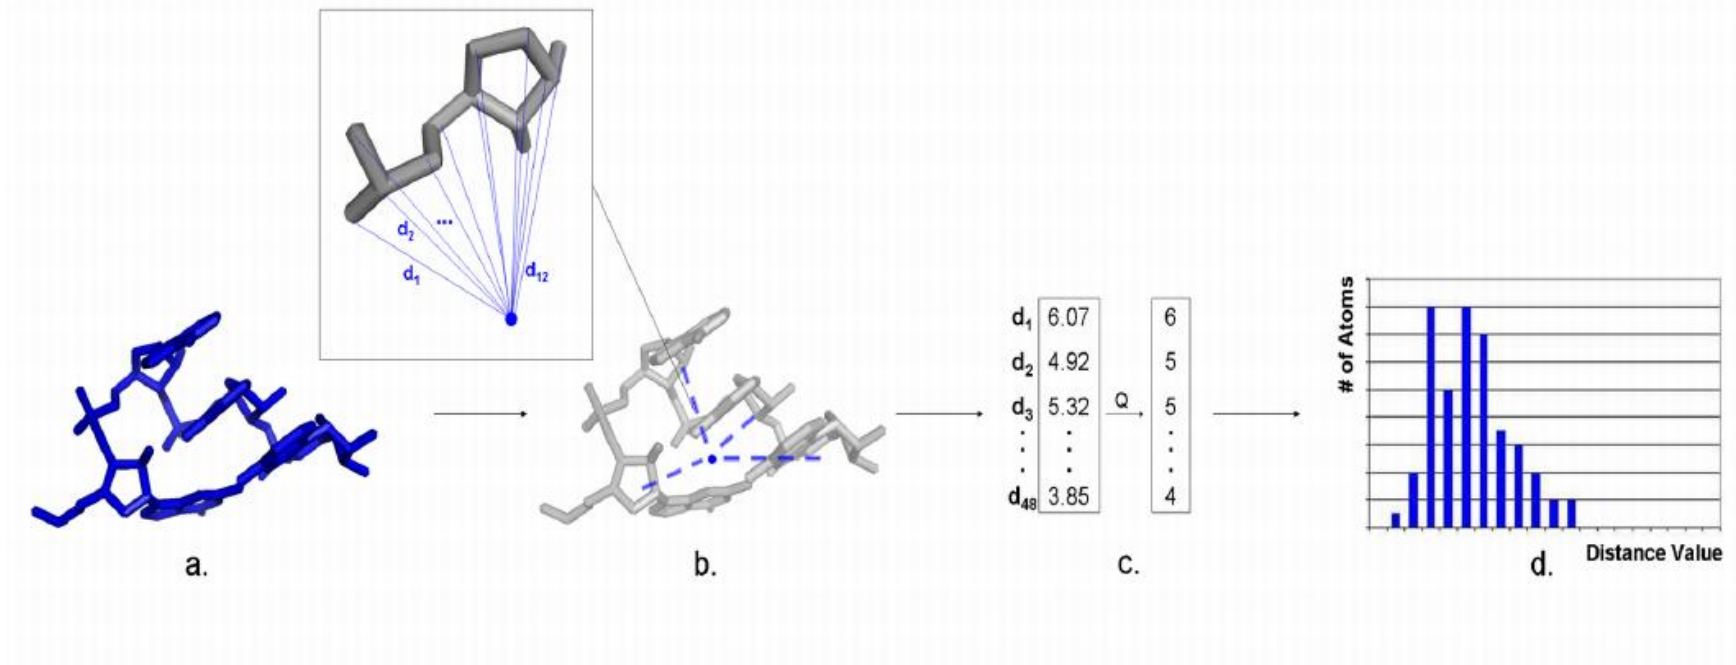 d2 ...
d1
d12
d1 6.07 6
d2 4.92 5
d3 5.32 Q 5
. . .
. . .
. . .
d48 3.85 4
# of Atoms
Distance Value
a.
b.
c.
d.